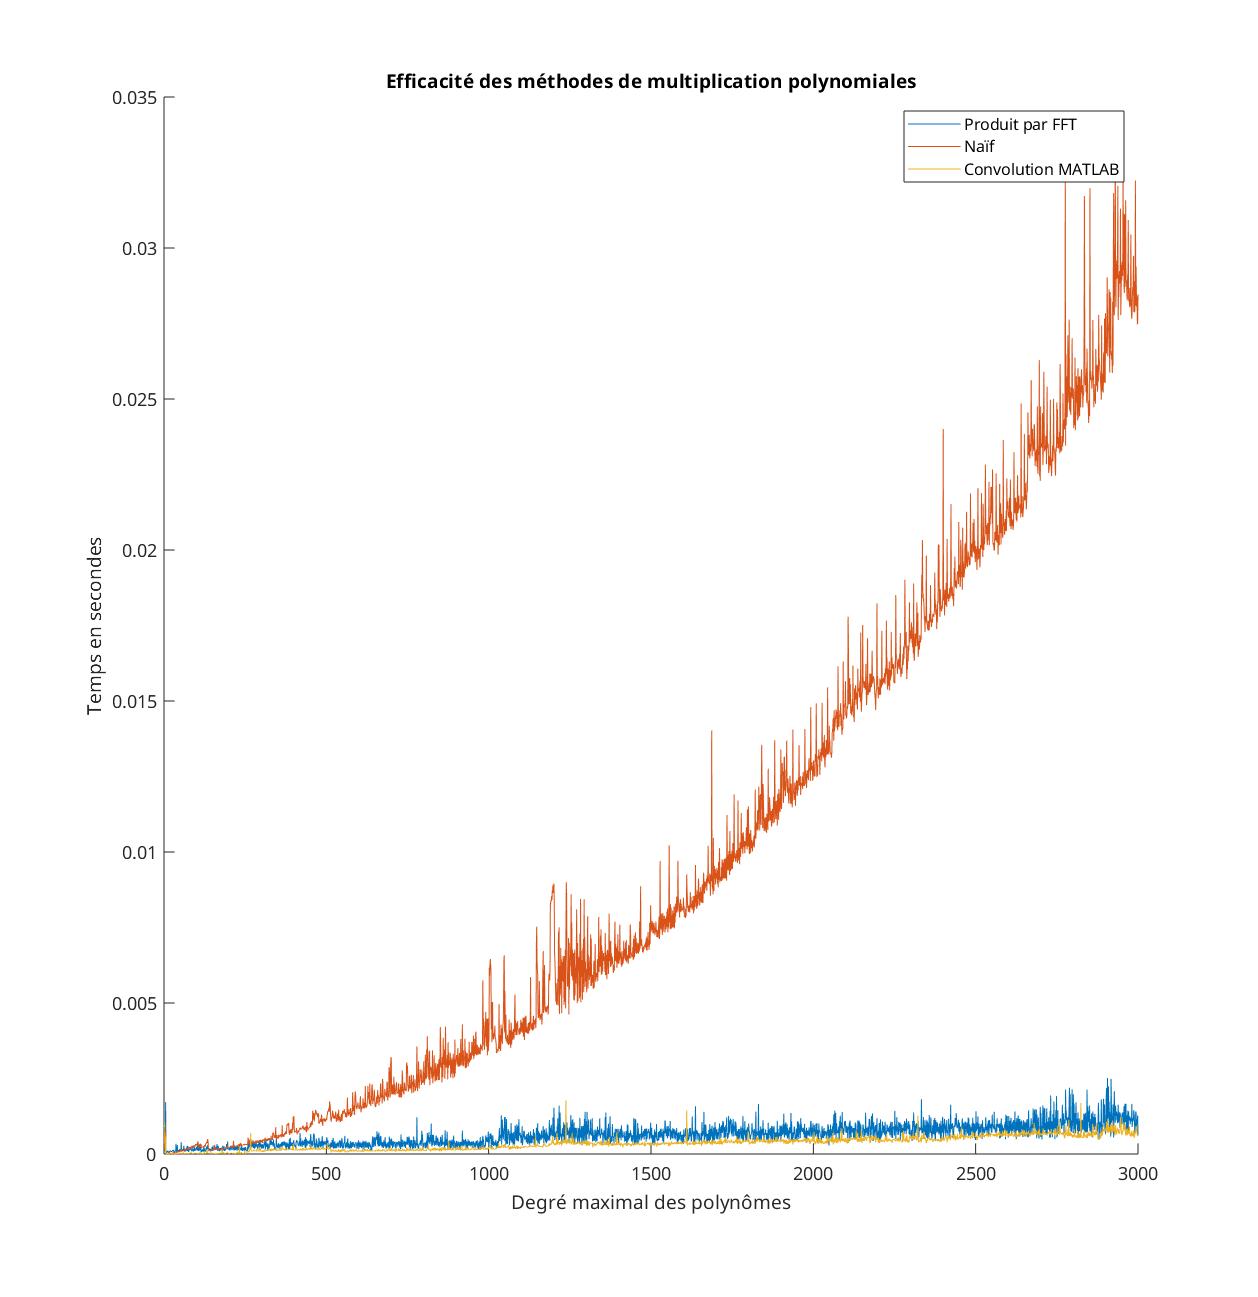 Efficacité des méthodes de multiplication polynomiales
0.035
0.03
0.025
0.02
0.015
0.01
0.005
0
Produit par FFT
Naïf
Convolution MATLAB
Temps en secondes
0 500 1000 1500 2000 2500 3000
Degré maximal des polynômes